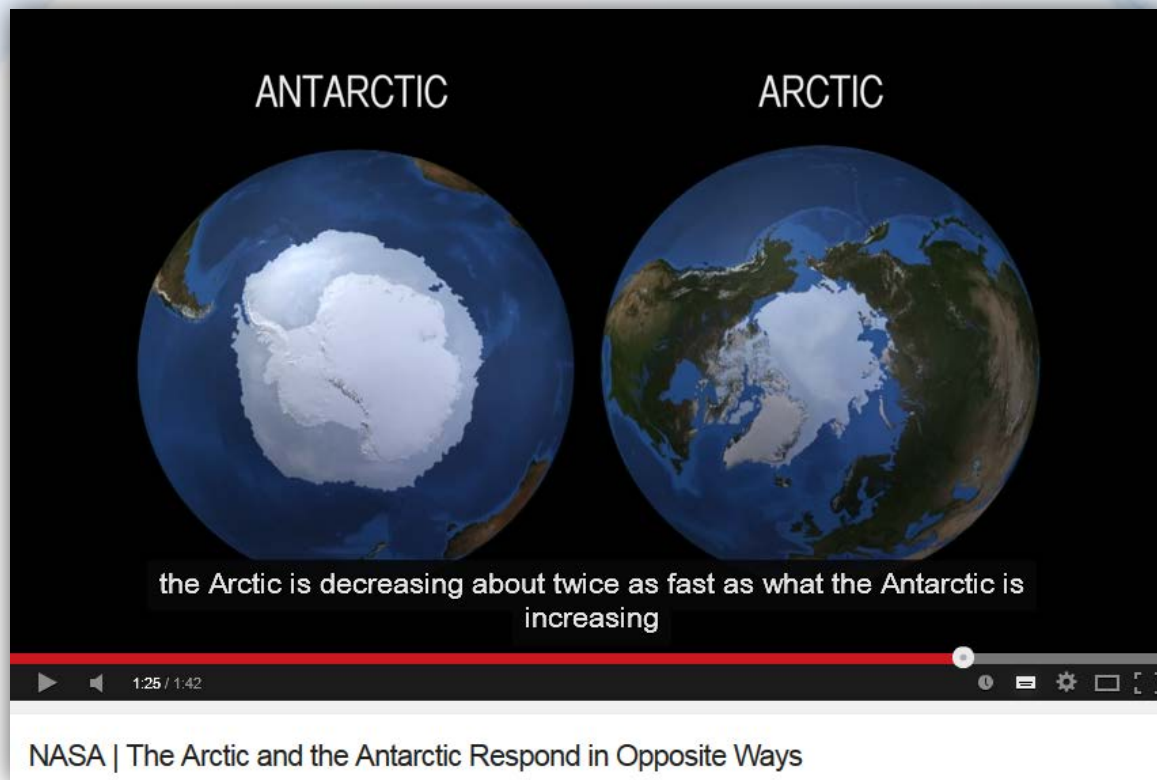 ANTARCTIC
ARCTIC
the Arctic is decreasing about twice as fast as what the Antarctic is
increasing
1:25 / 1:42
NASA | The Arctic and the Antarctic Respond in Opposite Ways